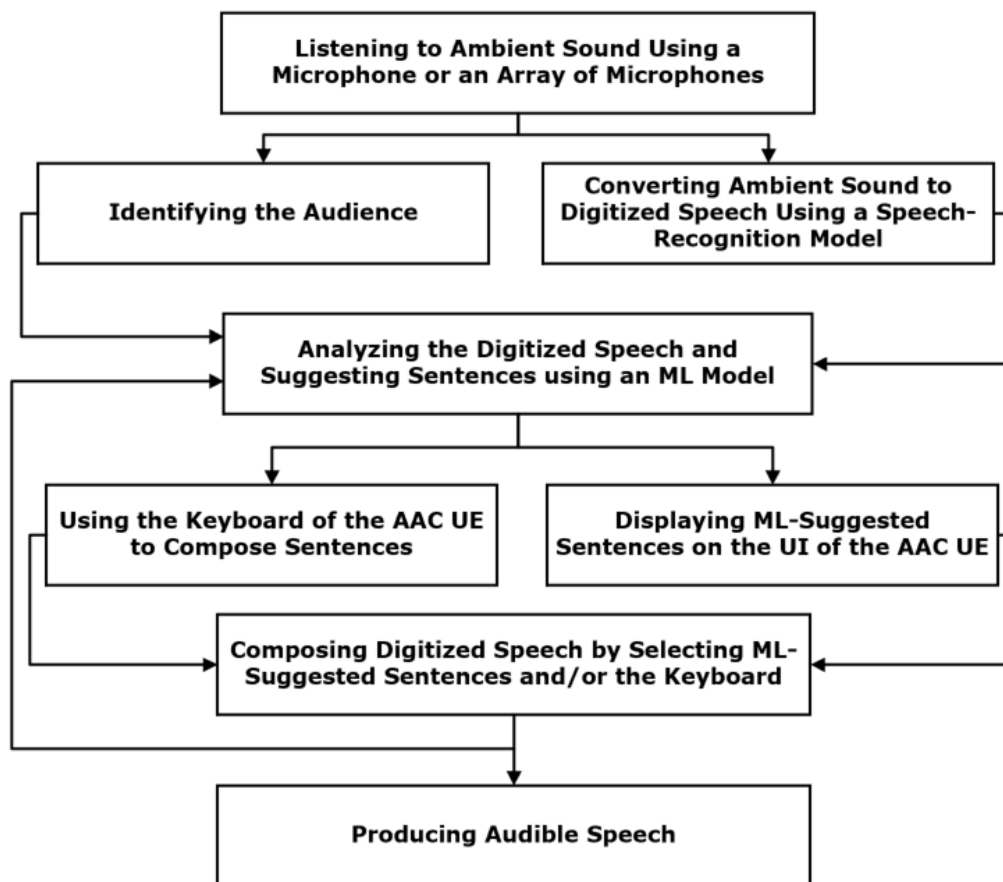 Listening to Ambient Sound Using a
Microphone or an Array of Microphones
Identifying the Audience
Converting Ambient Sound to
Digitized Speech Using a Speech-
Recognition Model
Analyzing the Digitized Speech and
Suggesting Sentences using an ML Model
Using the Keyboard of the AAC UE
to Compose Sentences
Displaying ML-Suggested
Sentences on the UI of the AAC UE
Composing Digitized Speech by Selecting ML-
Suggested Sentences and/or the Keyboard
Producing Audible Speech